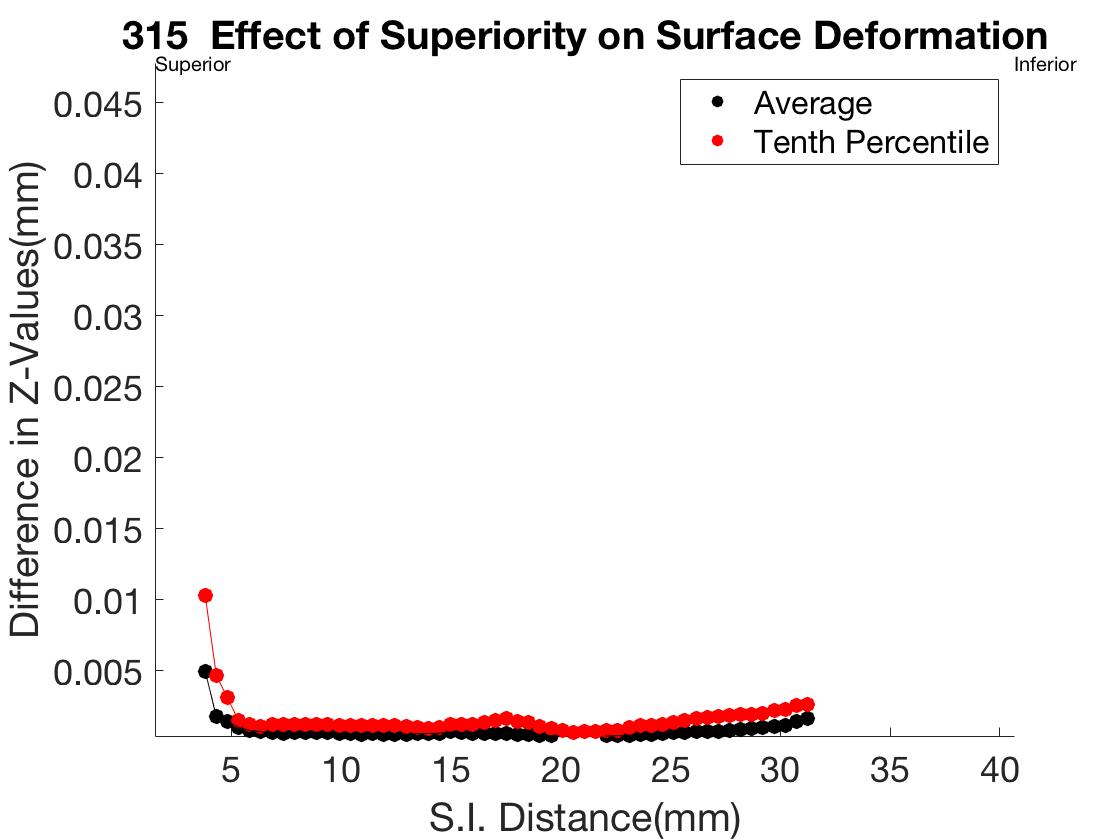 315 Effect of Superiority on Surface Deformation
Superior
Inferior
Average
Tenth Percentile
0.045
0.04
0.035
0.03
0.025
0.02
0.015
0.01
0.005
Difference in Z-Values(mm)
5 10 15 20 25 30 35 40
S.I. Distance(mm)